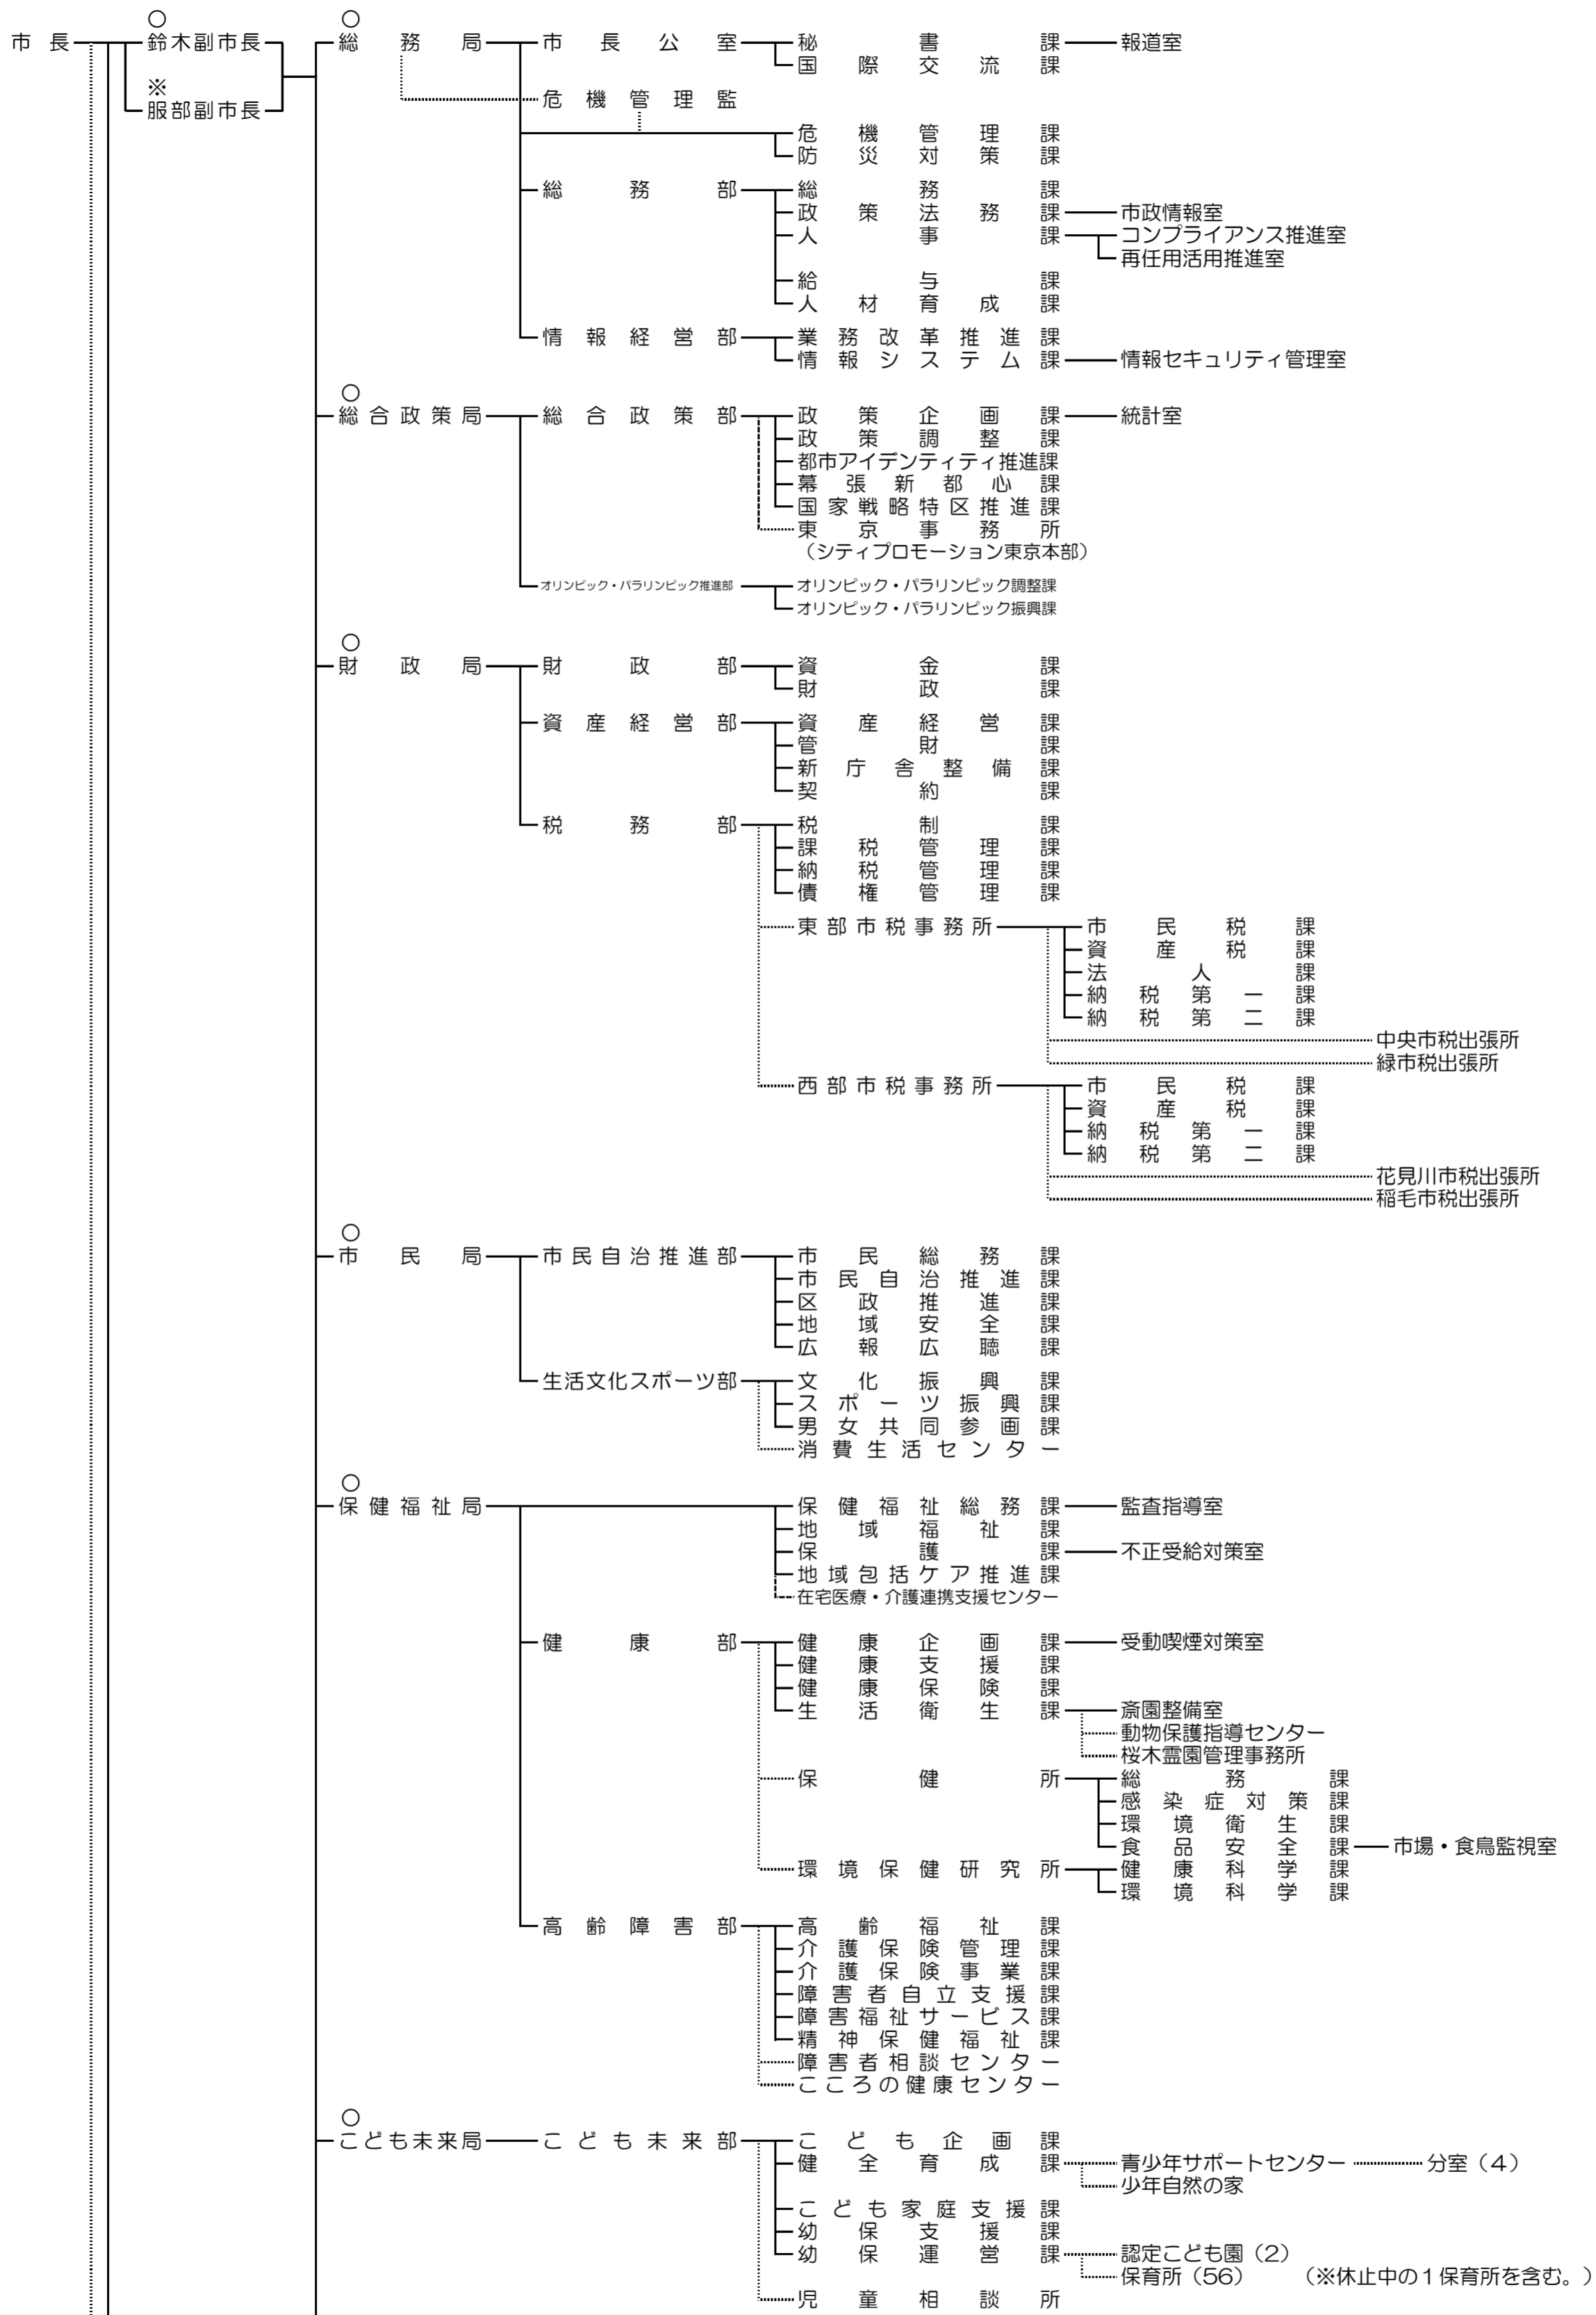 ○ ○
市長 鈴木副市長 総務局 市長公室 秘書課 報道室
国際交流課
※
服部副市長 危機管理監
危機管理課
防災対策課
総務部 総務課
政策法務課 市政情報室
人事課 コンプライアンス推進室
再任用活用推進室
給与課
人材育成課
情報経営部 業務改革推進課
情報システム課 情報セキュリティ管理室
○
総合政策局 総合政策部 政策企画課 統計室
政策調整課
都市アイデンティティ推進課
幕張新都心課
国家戦略特区推進課
東京事務所
（シティプロモーション東京本部）
オリンピック・パラリンピック推進部 オリンピック・パラリンピック調整課
オリンピック・パラリンピック振興課
○
財政局 財政部 資金課
財政課
資産経営部 資産経営課
管財課
新庁舎整備課
契約課
税務部 税制課
課税管理課
納税管理課
債権管理課
東部市税事務所 市民税課
資産税課
法人課
納税第一課
納税第二課
中央市税出張所
緑市税出張所
西部市税事務所 市民税課
資産税課
納税第一課
納税第二課
花見川市税出張所
稲毛市税出張所
○
市民局 市民自治推進部 市民総務課
市民自治推進課
区政推進課
地域安全課
広報広聴課
生活文化スポーツ部 文化振興課
スポーツ振興課
男女共同参画課
消費生活センター
○
保健福祉局 保健福祉総務課 監査指導室
地域福祉課
保護課 不正受給対策室
地域包括ケア推進課
在宅医療・介護連携支援センター
健康部 健康企画課 受動喫煙対策室
健康支援課
健康保険課
生活衛生課 斎園整備室
動物保護指導センター
桜木霊園管理事務所
保健所 総務課
感染症対策課
環境衛生課
食品安全課 市場・食鳥監視室
環境保健研究所 健康科学課
環境科学課
高齢障害部 高齢福祉課
介護保険管理課
介護保険事業課
障害者自立支援課
障害福祉サービス課
精神保健福祉課
障害者相談センター
こころの健康センター
○
こども未来局 こども未来部 こども企画課
健全育成課 青少年サポートセンター 分室（4）
少年自然の家
こども家庭支援課
幼保支援課
幼保運営課 認定こども園（2）
保育所（56） （※休止中の1保育所を含む。）
児童相談所